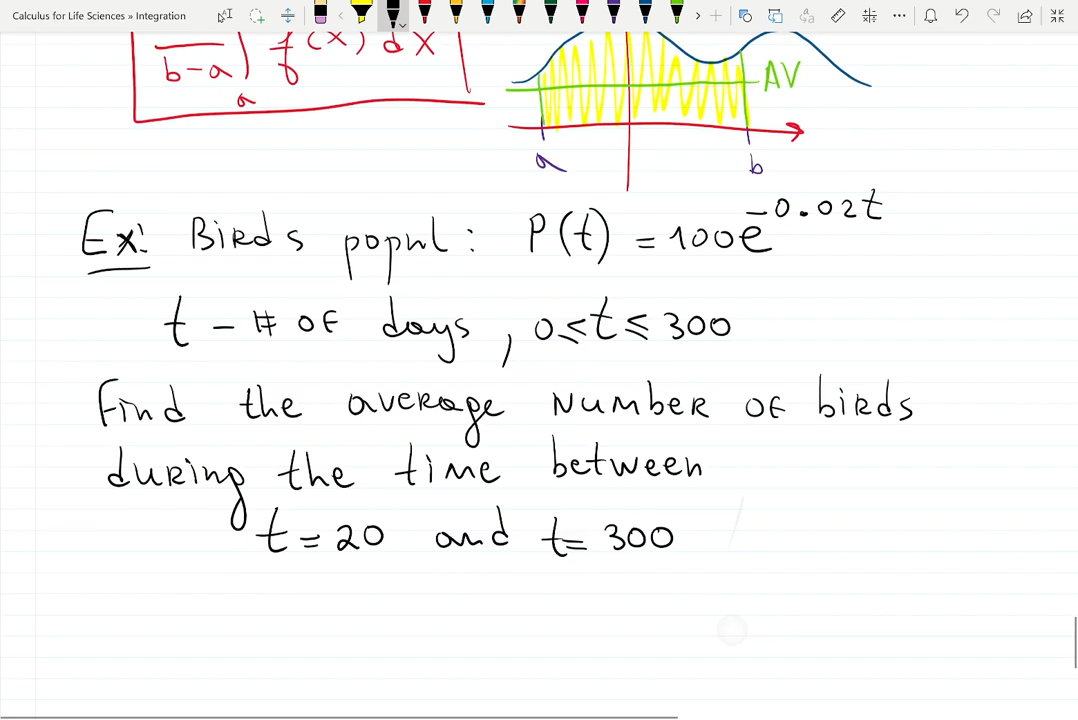 Calculus for Life Sciences » Integration
b-a
f(x) dx
a
AV
a
b
Ex: Birds popul: P(t) = 100e^-0.02t
t - # of days, 0≤t≤300
Find the average number of birds
during the time between
t = 20 and t = 300